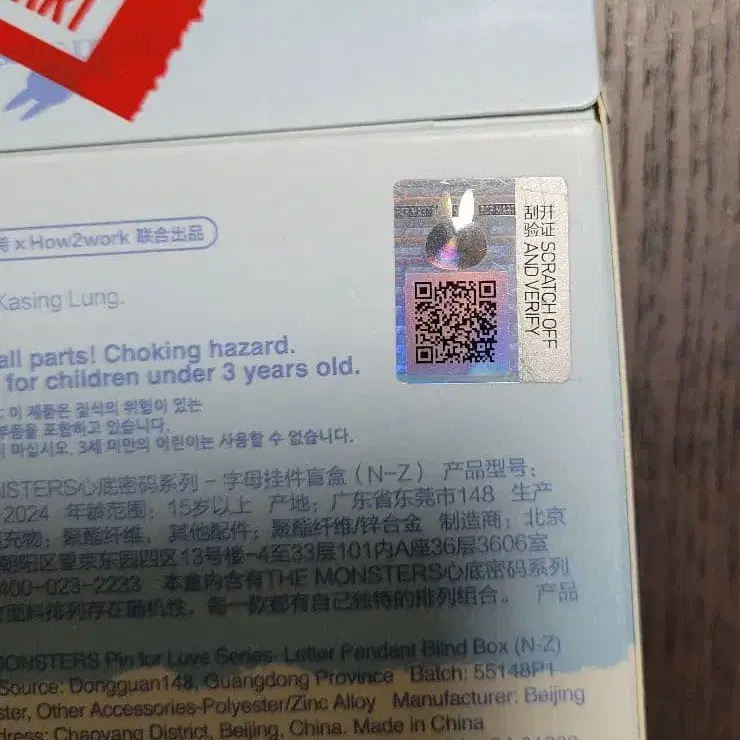 x How2work 联合出品
Kasing Lung.
all parts! Choking hazard.
for children under 3 years old.
이 제품은 질식의 위험이 있는
부품을 포함하고 있습니다.
마십시오. 3세 미만의 어린이는 사용할 수 없습니다.
开证 SCRATCH OFF
刮验 AND VERIFY
NSTERS心底密码系列 - 字母挂件盲盒（N-Z） 产品型号：
-2024 年龄范围：15岁以上 产地：广东省东莞市148 生产
充物：聚酯纤维，其他配件：聚酯纤维/锌合金 制造商：北京
朝阳区望京东园四区13号楼-4至33层101内A座36层3606室
400-023-2233 本盒内含有THE MONSTERS心底密码系列
面料排列存在随机性，每一款都有自己独特的排列组合。 产品
MONSTERS Pin for Love Series- Letter Pendant Blind Box (N-Z)
Source: Dongguan148, Guangdong Province Batch: 55148P1
ster, Other Accessories-Polyester/Zinc Alloy Manufacturer: Beijing
dress: Chaoyang District, Beijing, China. Made in China